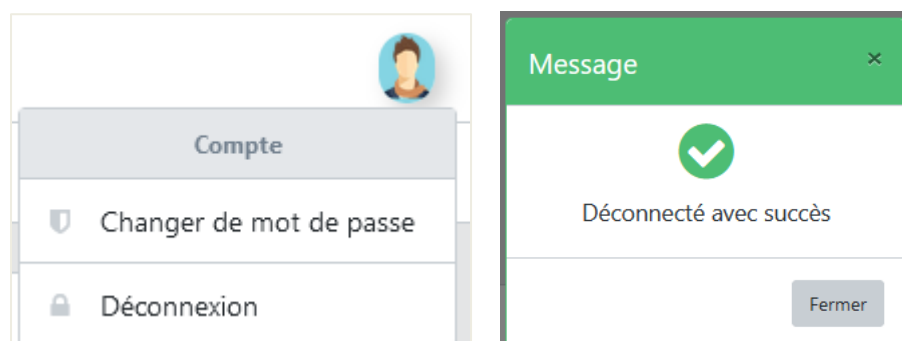 Compte
Changer de mot de passe
Déconnexion
Message
×
Déconnecté avec succès
Fermer